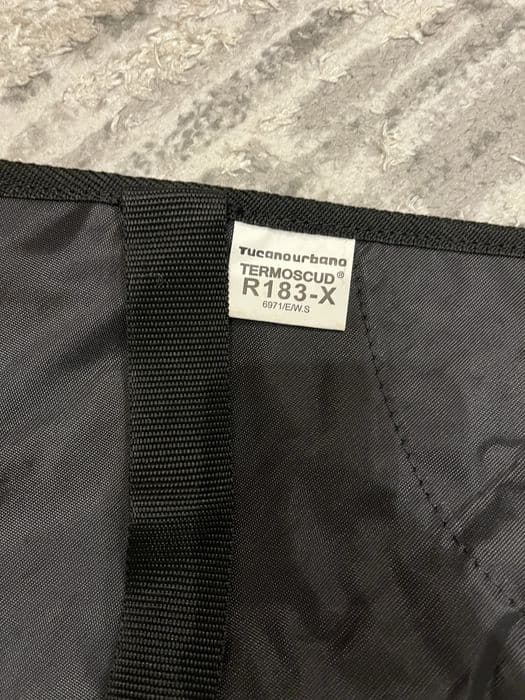 Tucanourbano
TERMOSCUD®
R183-X
6971/E/W.S